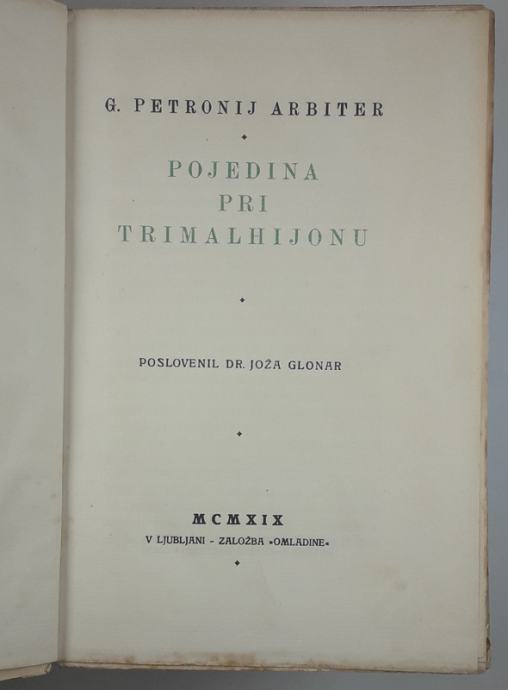 G. PETRONIJ ARBITER
POJEDINA
PRI
TRIMALHIJONU
POSLOVENIL DR. JOŽA GLONAR
MCMXIX
V LJUBLJANI - ZALOŽBA »OMLADINE«